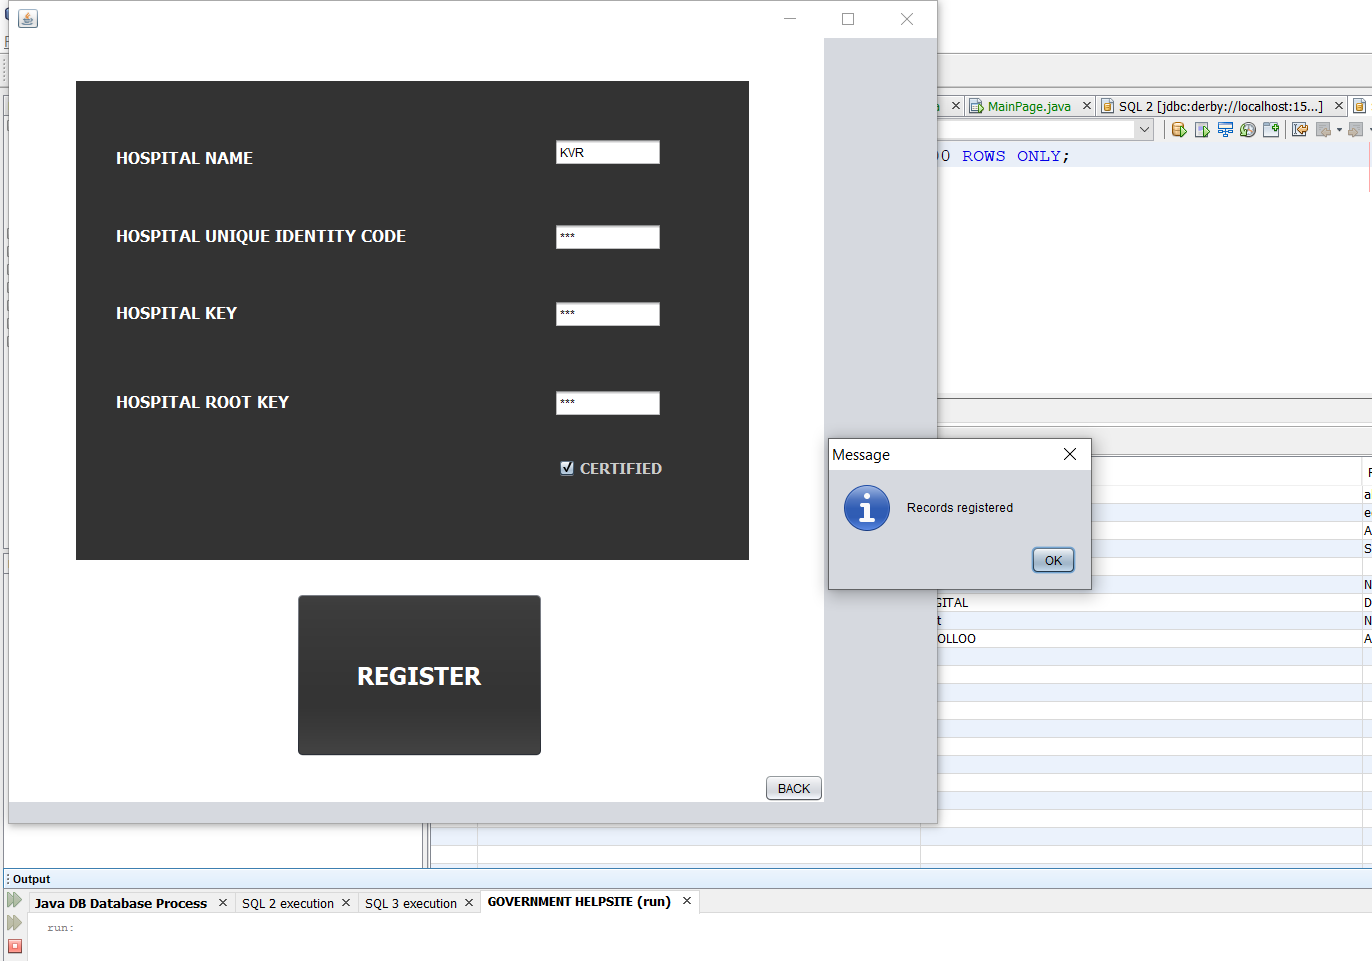 MainPage.java
SQL 2 [jdbc:derby://localhost:15...]
0 ROWS ONLY;
HOSPITAL NAME
KVR
HOSPITAL UNIQUE IDENTITY CODE
***
HOSPITAL KEY
***
HOSPITAL ROOT KEY
***
CERTIFIED
Message
Records registered
OK
GITAL
t
OLLOO
REGISTER
BACK
Output
Java DB Database Process
SQL 2 execution
SQL 3 execution
GOVERNMENT HELPSITE (run)
run: